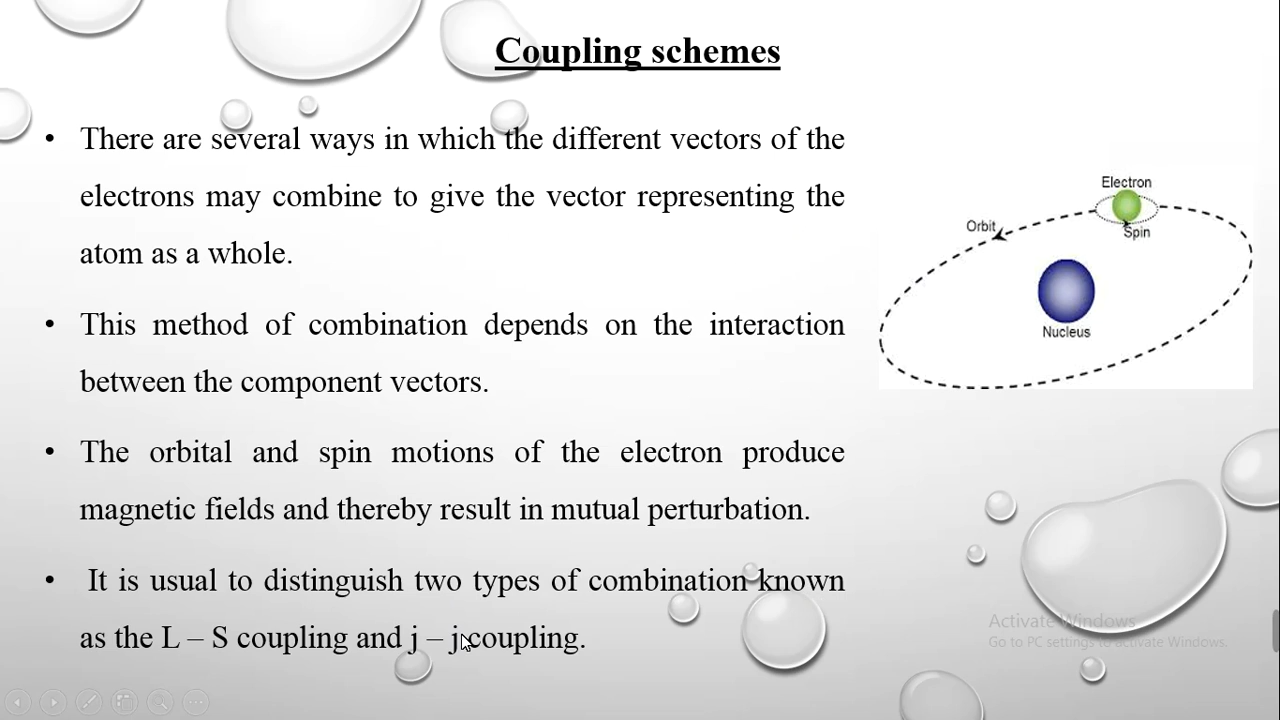 Coupling schemes
• There are several ways in which the different vectors of the
electrons may combine to give the vector representing the
atom as a whole.
• This method of combination depends on the interaction
between the component vectors.
• The orbital and spin motions of the electron produce
magnetic fields and thereby result in mutual perturbation.
• It is usual to distinguish two types of combination known
as the L – S coupling and j – j coupling.
Electron
Orbit
Spin
Nucleus
Activate Windows
Go to PC settings to activate Windows.